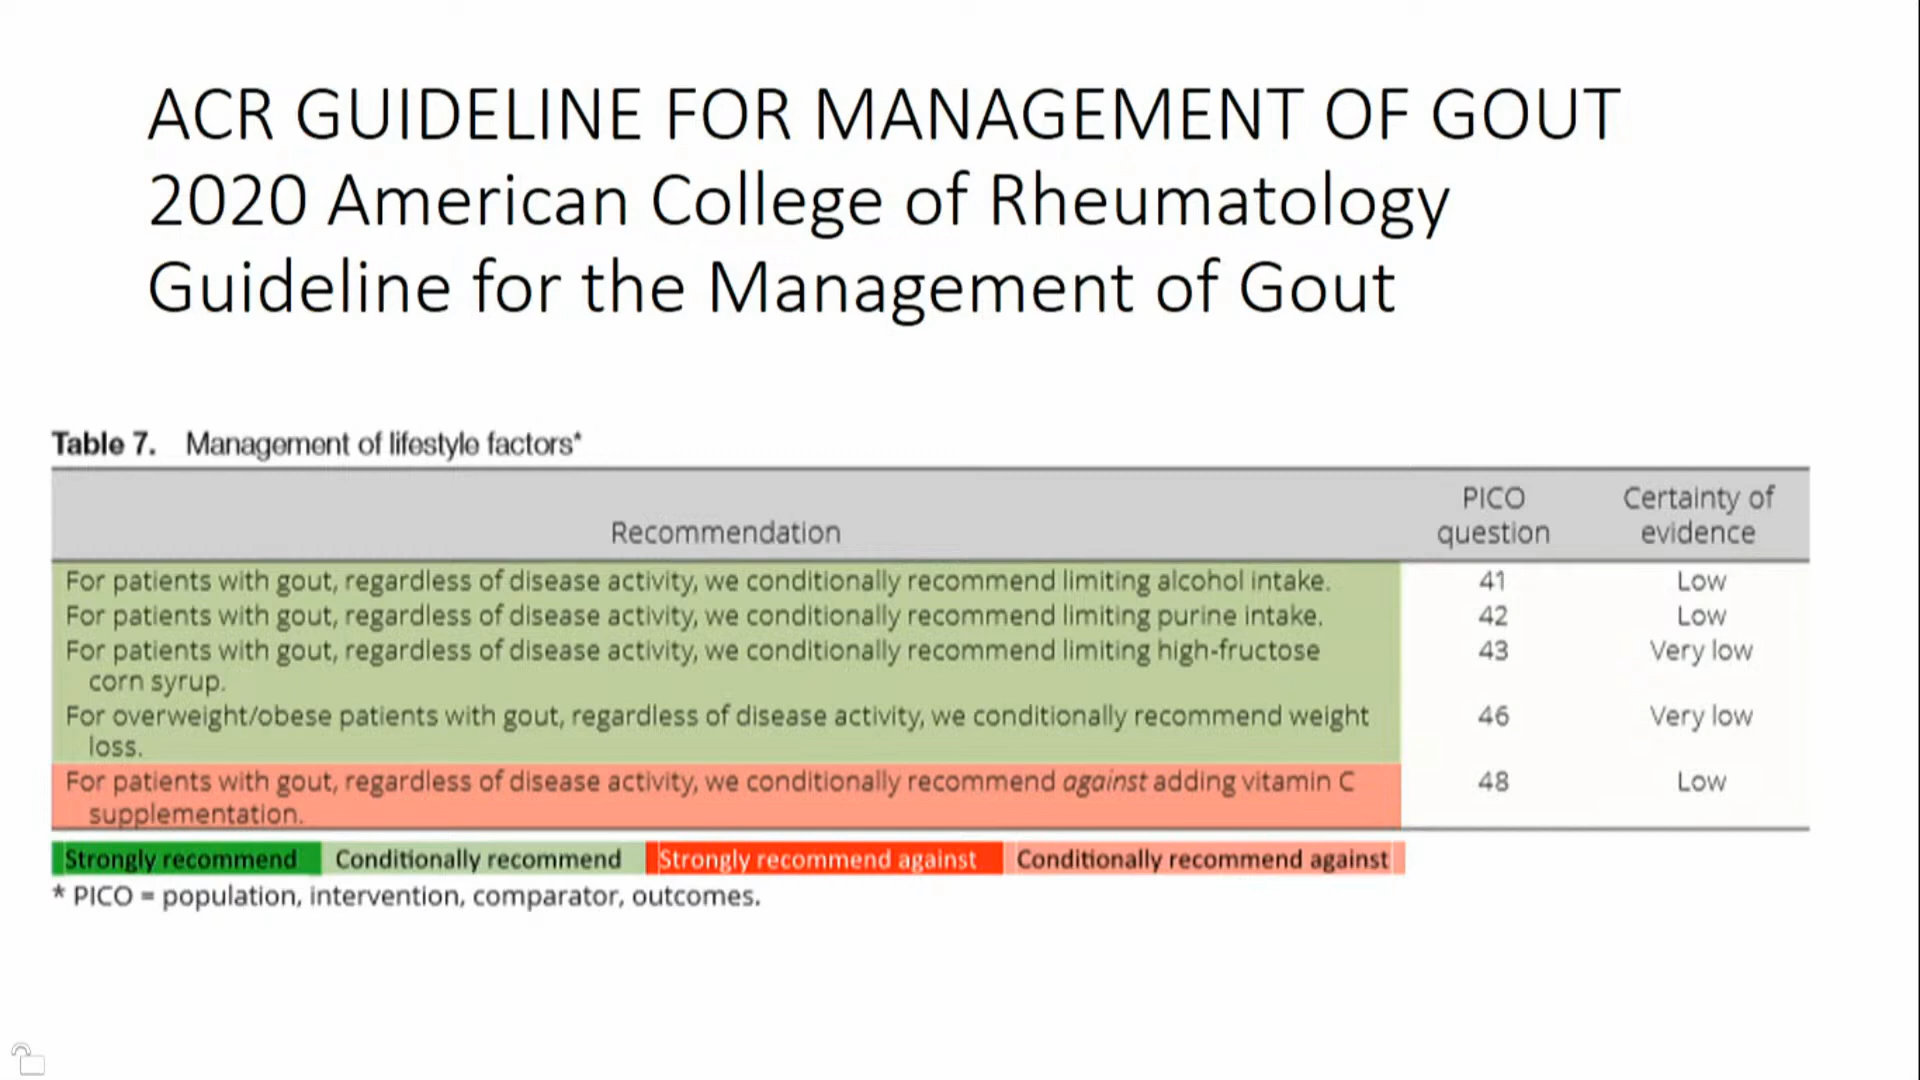 ACR GUIDELINE FOR MANAGEMENT OF GOUT
2020 American College of Rheumatology
Guideline for the Management of Gout
Table 7. Management of lifestyle factors*
Recommendation PICO question Certainty of evidence
For patients with gout, regardless of disease activity, we conditionally recommend limiting alcohol intake. 41 Low
For patients with gout, regardless of disease activity, we conditionally recommend limiting purine intake. 42 Low
For patients with gout, regardless of disease activity, we conditionally recommend limiting high-fructose 43 Very low
corn syrup.
For overweight/obese patients with gout, regardless of disease activity, we conditionally recommend weight 46 Very low
loss.
For patients with gout, regardless of disease activity, we conditionally recommend against adding vitamin C 48 Low
supplementation.
Strongly recommend Conditionally recommend Strongly recommend against Conditionally recommend against
* PICO = population, intervention, comparator, outcomes.